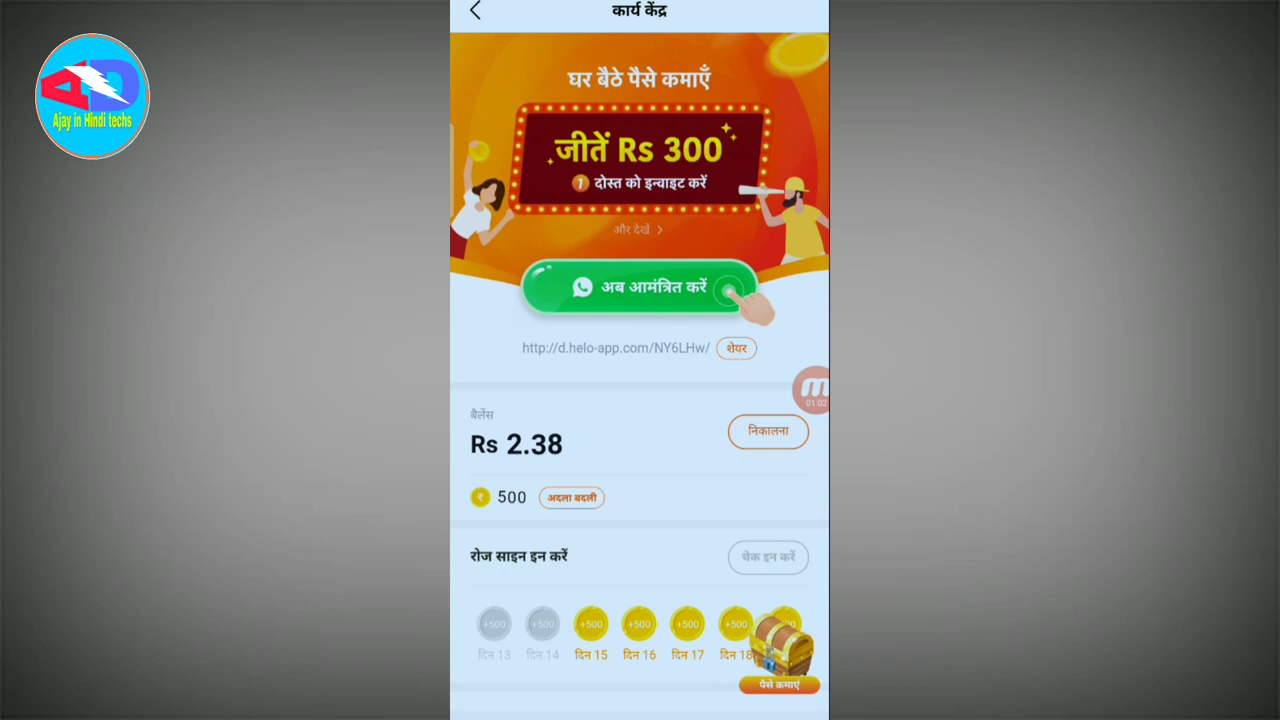 कार्य केंद्र
AD
Ajay in Hindi techs
घर बैठे पैसे कमाएँ
जीतें Rs 300
1 दोस्त को इन्वाइट करें
और देखें >
अब आमंत्रित करें
http://d.helo-app.com/NY6LHw/ शेयर
m
01:02
बैलेंस
Rs 2.38
निकालना
₹ 500 अदला बदली
रोज साइन इन करें
चेक इन करें
+500 +500 +500 +500 +500 +500
दिन 13 दिन 14 दिन 15 दिन 16 दिन 17 दिन 18
पैसे कमाएं